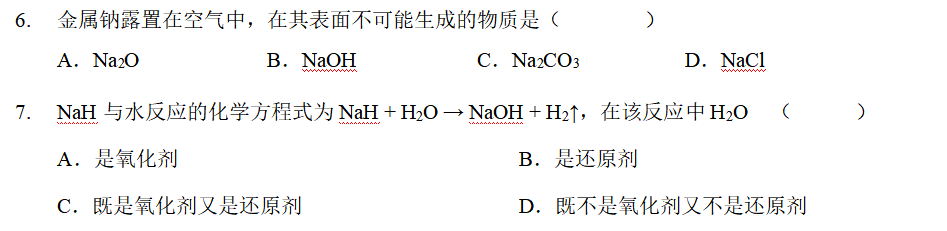 6. 金属钠露置在空气中，在其表面不可能生成的物质是（ ）
A．Na2O B．NaOH C．Na2CO3 D．NaCl
7. NaH 与水反应的化学方程式为 NaH + H2O → NaOH + H2↑，在该反应中 H2O （ ）
A．是氧化剂 B．是还原剂
C．既是氧化剂又是还原剂 D．既不是氧化剂又不是还原剂